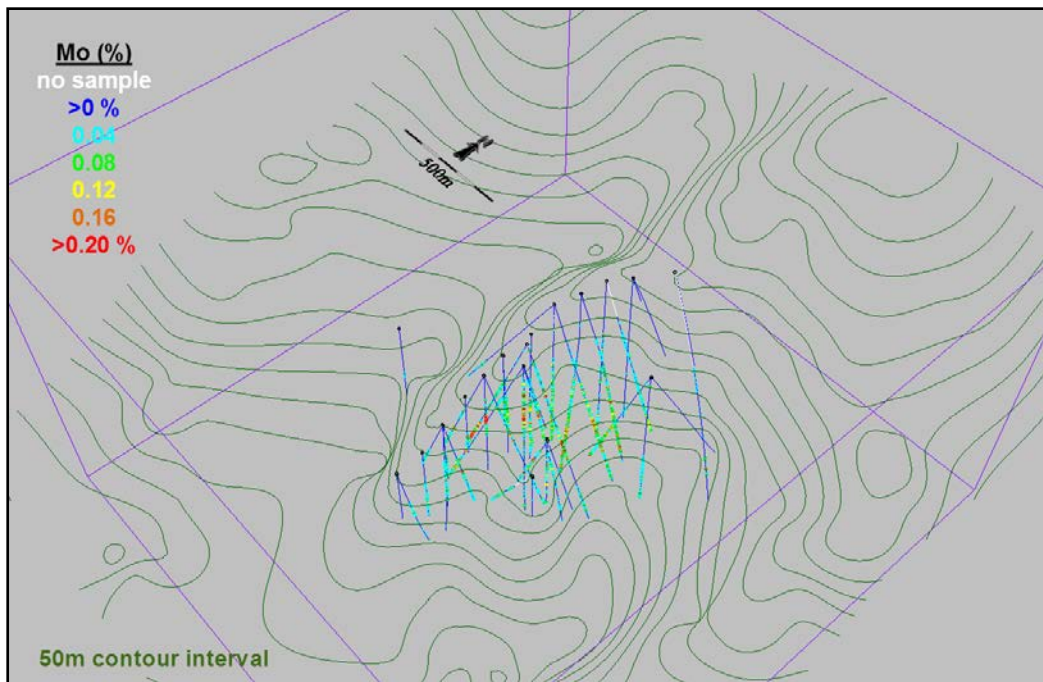 Mo (%)
no sample
>0 %
0.04
0.08
0.12
0.16
>0.20 %
N
500m
50m contour interval